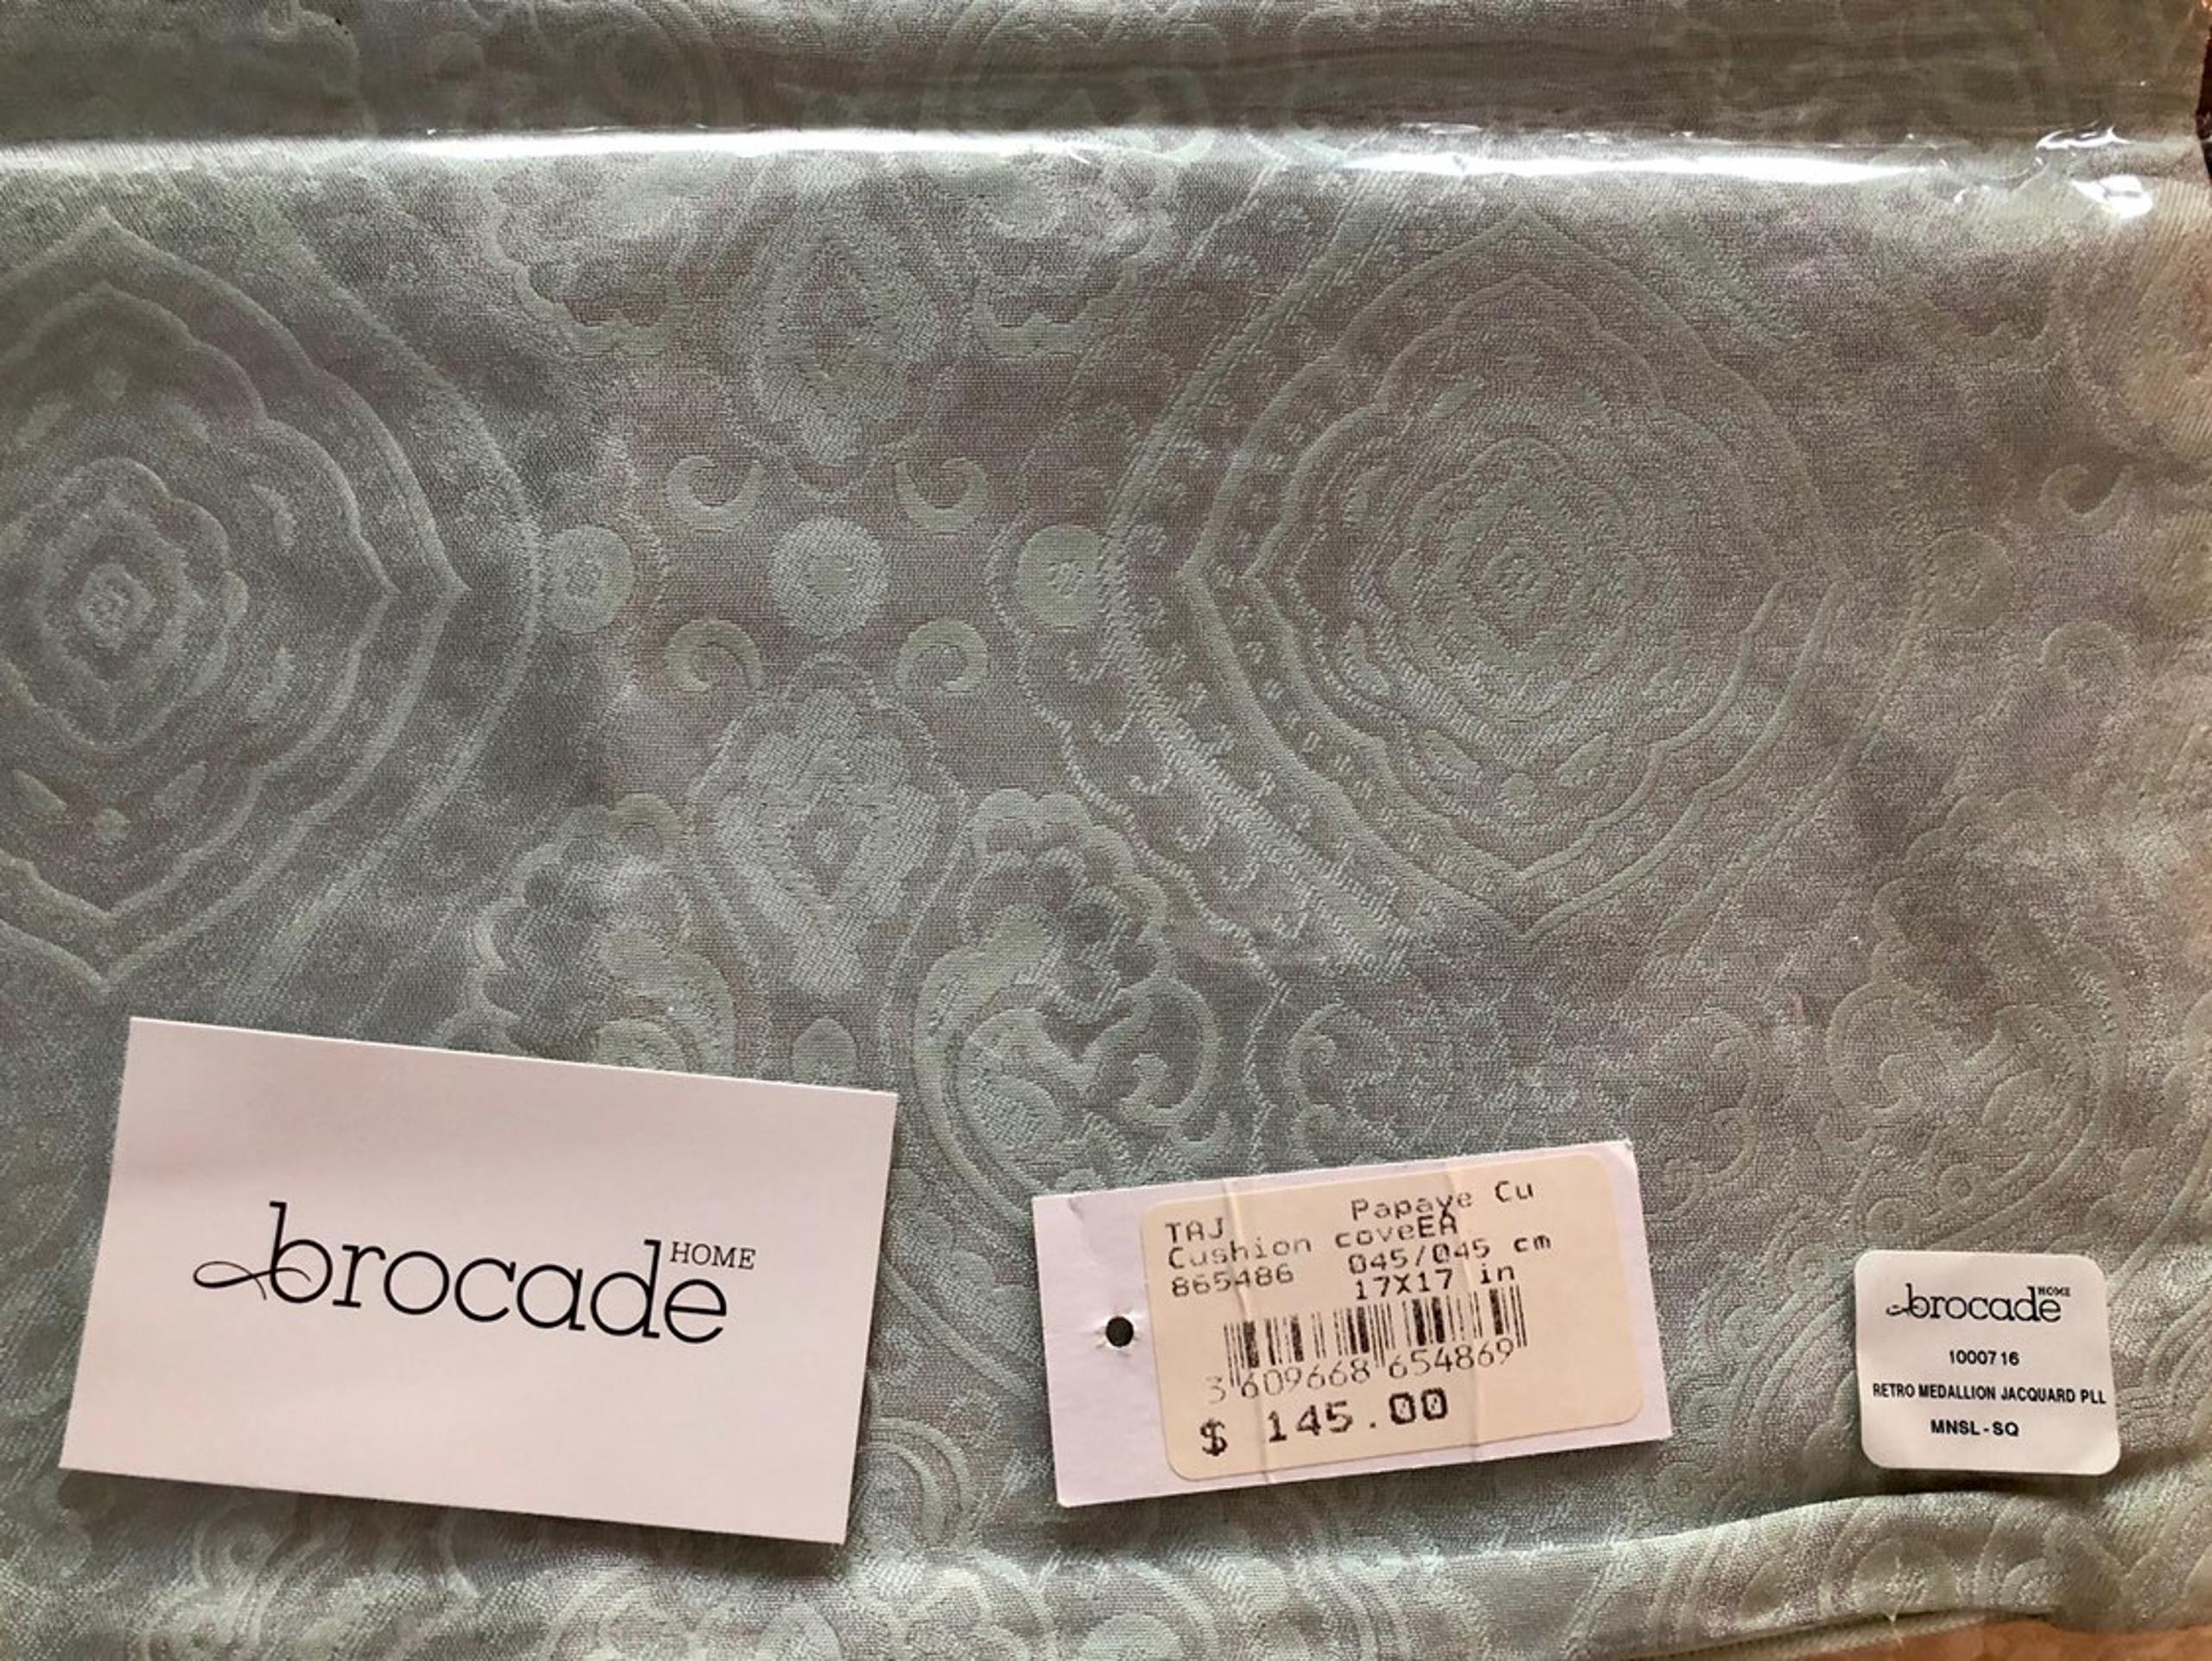 brocade HOME
Papaye Cu
TAJ
Cushion coveEA
865486 045/045 cm
17X17 in
3 609668 654869
$ 145.00
brocade HOME
1000716
RETRO MEDALLION JACQUARD PLL
MNSL-SQ